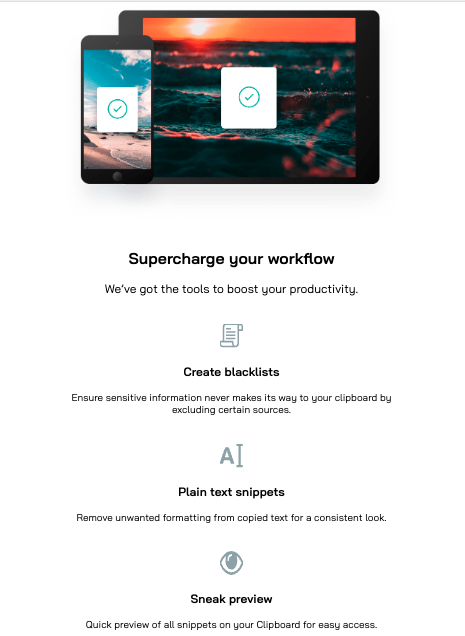 Supercharge your workflow
We've got the tools to boost your productivity.
Create blacklists
Ensure sensitive information never makes its way to your clipboard by
excluding certain sources.
AI
Plain text snippets
Remove unwanted formatting from copied text for a consistent look.
Sneak preview
Quick preview of all snippets on your Clipboard for easy access.